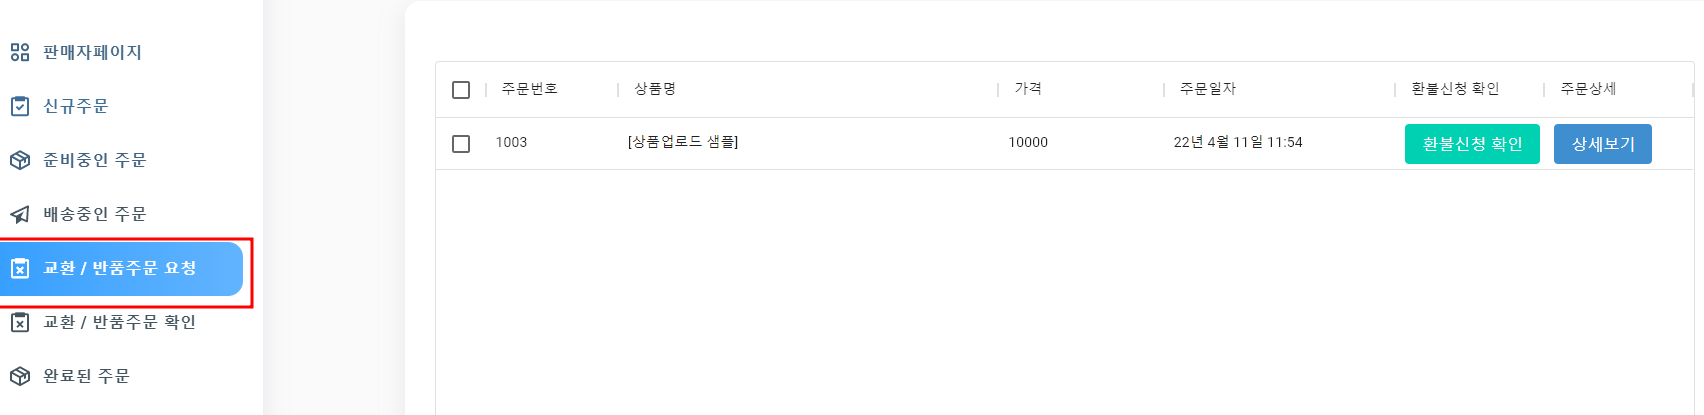 판매자페이지
신규주문
준비중인 주문
배송중인 주문
교환 / 반품주문 요청
교환 / 반품주문 확인
완료된 주문
주문번호 상품명 가격 주문일자 환불신청 확인 주문상세
1003 [상품업로드 샘플] 10000 22년 4월 11일 11:54 환불신청 확인 상세보기